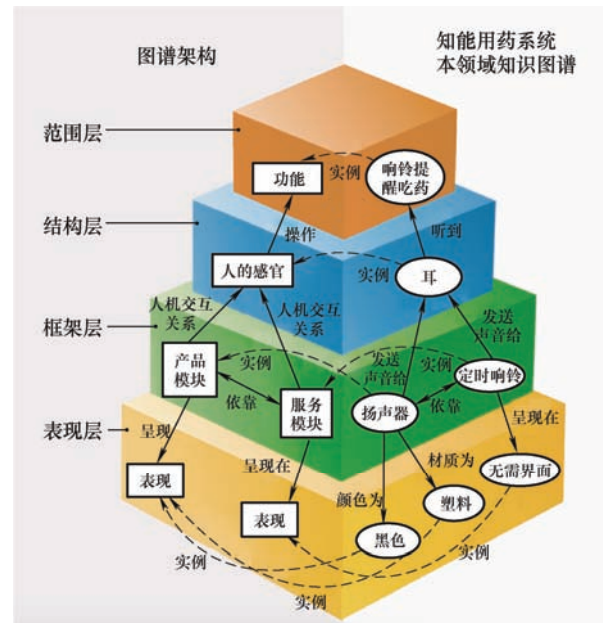 图谱架构
知能用药系统
本领域知识图谱
范围层
功能
实例
响铃提
醒吃药
结构层
操作
听到
人的感官
实例
耳
框架层
人机交互
关系
人机交互
关系
发送
声音给
发送
声音给
产品
模块
实例
实例
定时响铃
依靠
服务
模块
扬声器
依靠
表现层
呈现
呈现在
呈现在
材质为
无需界面
表现
表现
颜色为
塑料
黑色
实例
实例
实例